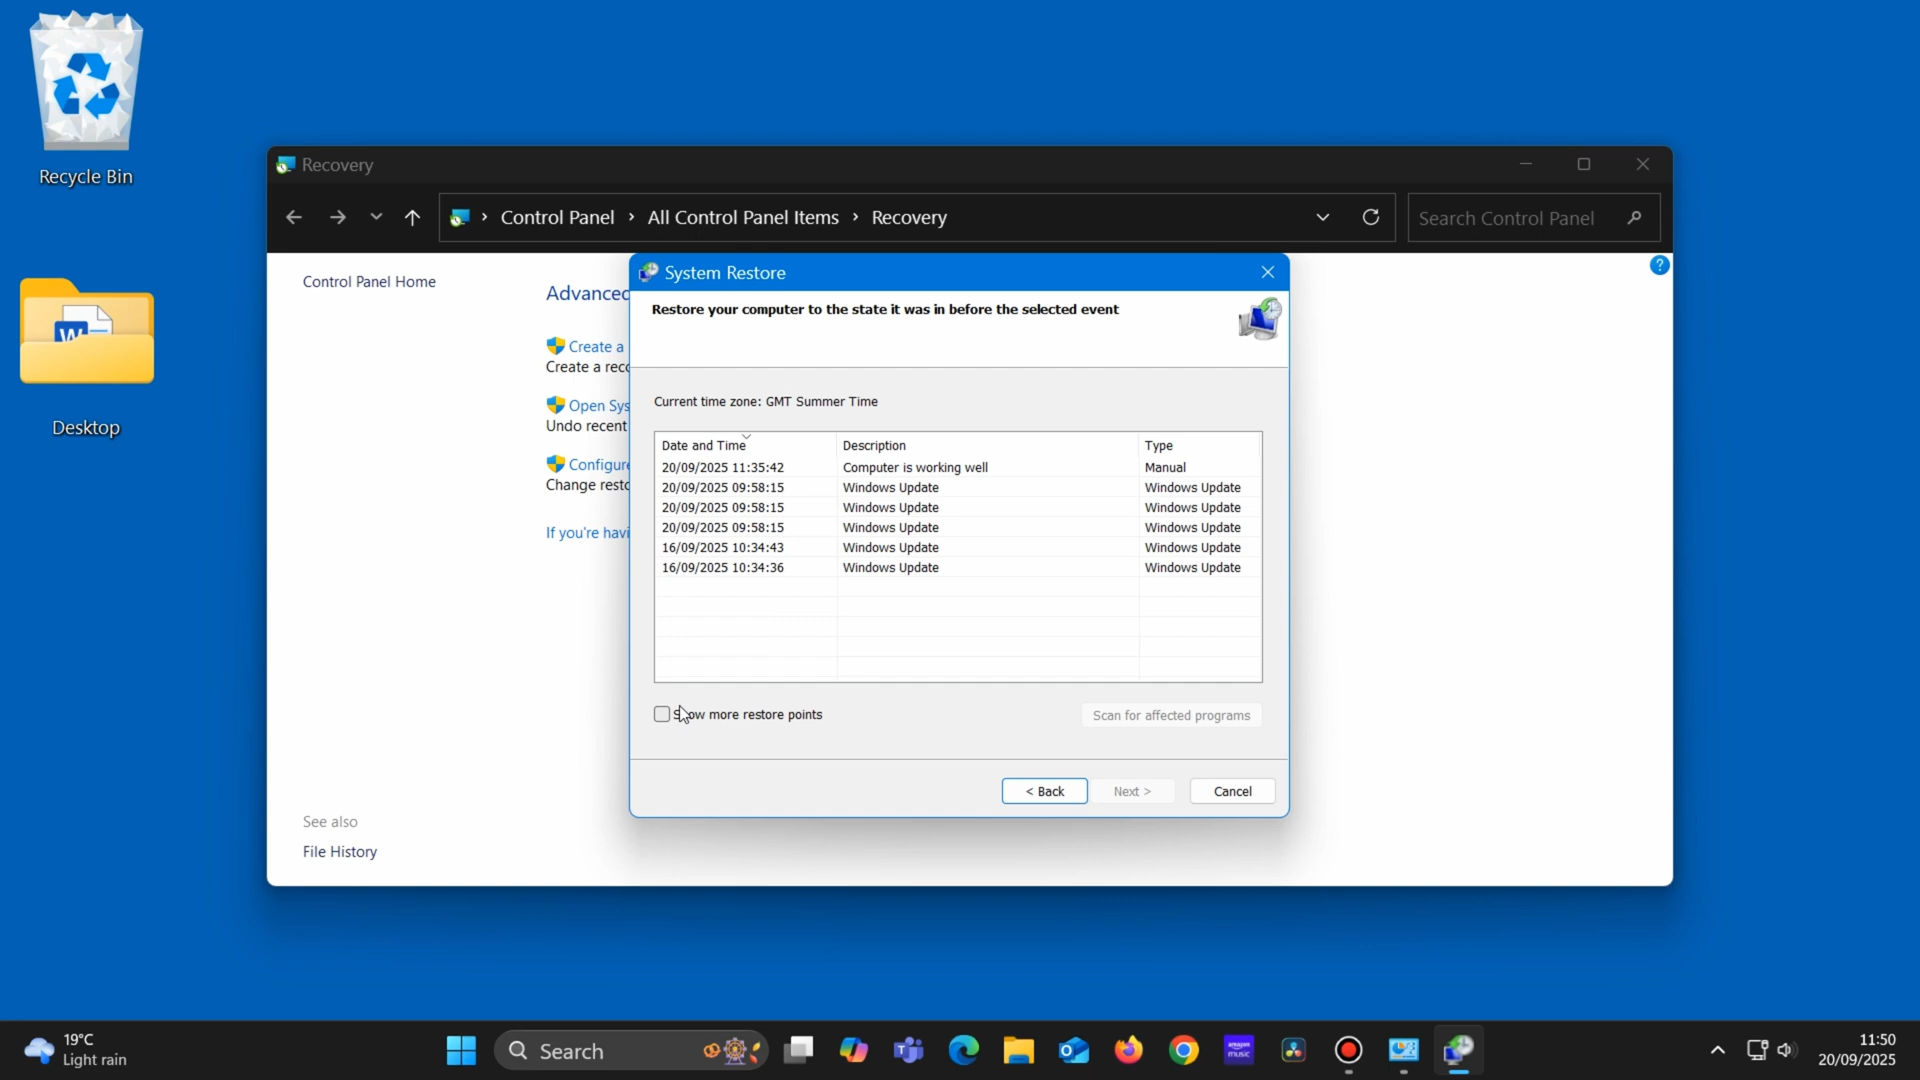 Recycle Bin
Desktop
Recovery
Control Panel > All Control Panel Items > Recovery
Search Control Panel
Control Panel Home
Advanced
Create a
Create a reco
Open Sys
Undo recent
Configure
Change resto
If you're havi
See also
File History
System Restore
Restore your computer to the state it was in before the selected event
Current time zone: GMT Summer Time
Date and Time Description Type
20/09/2025 11:35:42 Computer is working well Manual
20/09/2025 09:58:15 Windows Update Windows Update
20/09/2025 09:58:15 Windows Update Windows Update
20/09/2025 09:58:15 Windows Update Windows Update
16/09/2025 10:34:43 Windows Update Windows Update
16/09/2025 10:34:36 Windows Update Windows Update
Show more restore points
Scan for affected programs
< Back Next > Cancel
19°C
Light rain
Search
amazon
music
11:50
20/09/2025